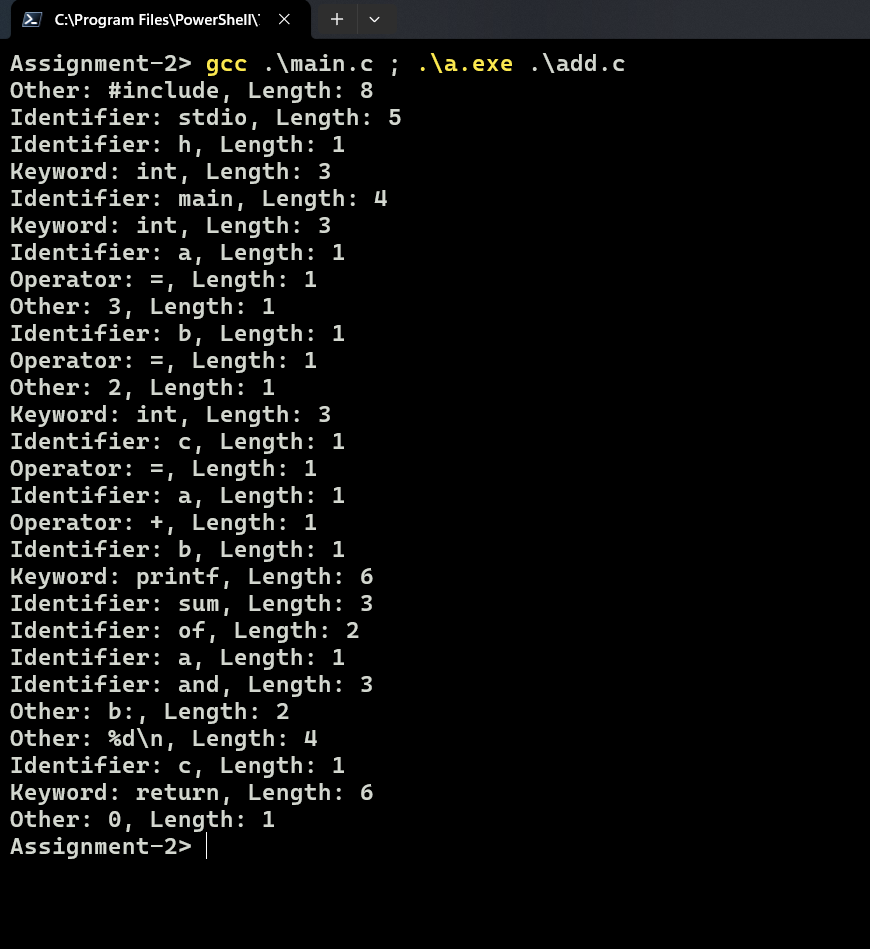 C:\Program Files\PowerShell\
Assignment-2> gcc .\main.c ; .\a.exe .\add.c
Other: #include, Length: 8
Identifier: stdio, Length: 5
Identifier: h, Length: 1
Keyword: int, Length: 3
Identifier: main, Length: 4
Keyword: int, Length: 3
Identifier: a, Length: 1
Operator: =, Length: 1
Other: 3, Length: 1
Identifier: b, Length: 1
Operator: =, Length: 1
Other: 2, Length: 1
Keyword: int, Length: 3
Identifier: c, Length: 1
Operator: =, Length: 1
Identifier: a, Length: 1
Operator: +, Length: 1
Identifier: b, Length: 1
Keyword: printf, Length: 6
Identifier: sum, Length: 3
Identifier: of, Length: 2
Identifier: a, Length: 1
Identifier: and, Length: 3
Other: b:, Length: 2
Other: %d\n, Length: 4
Identifier: c, Length: 1
Keyword: return, Length: 6
Other: 0, Length: 1
Assignment-2>